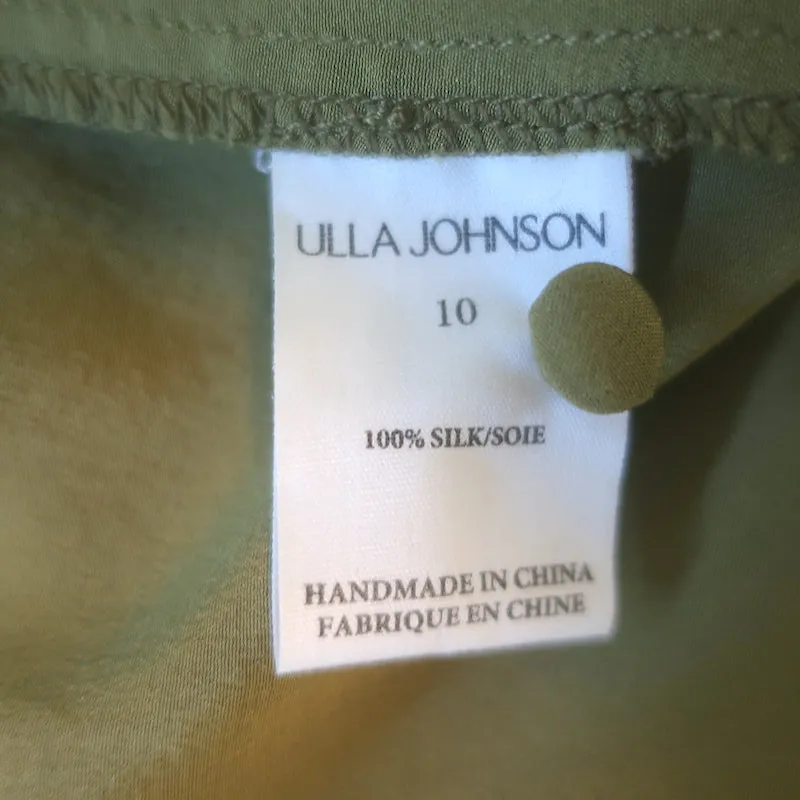 ULLA JOHNSON
10
100% SILK/SOIE
HANDMADE IN CHINA
FABRIQUE EN CHINE